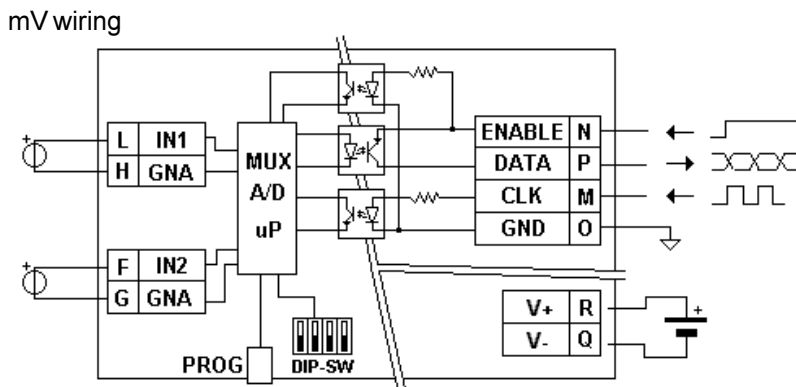 mV wiring
L IN1
H GNA
F IN2
G GNA
MUX
A/D
uP
ENABLE N
DATA P
CLK M
GND O
V+ R
V- Q
+
+
+
PROG
DIP-SW